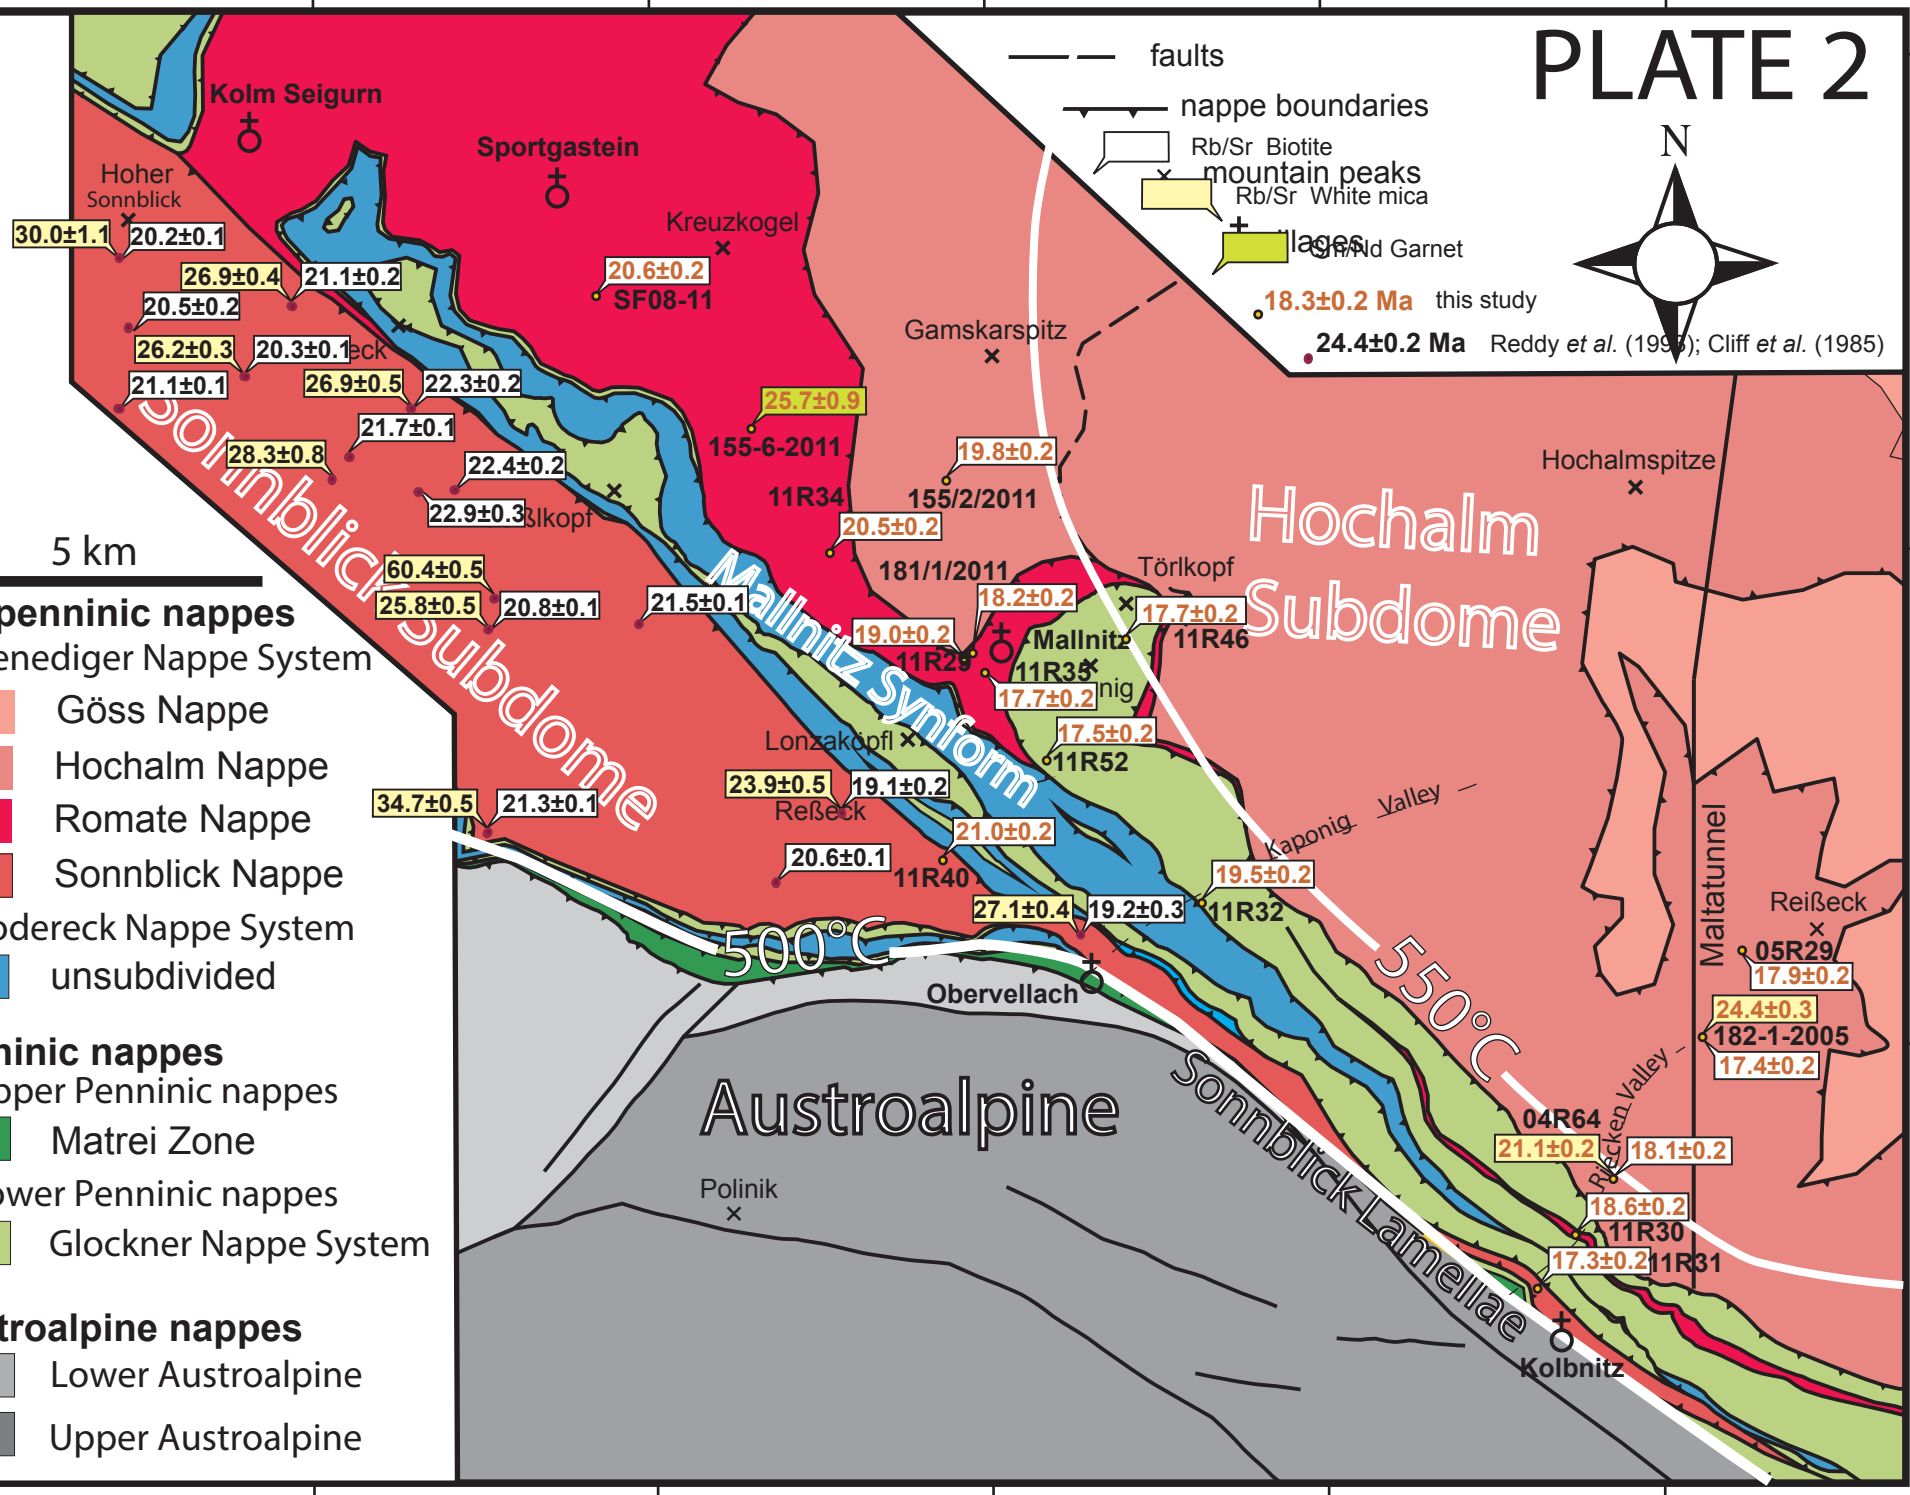 PLATE 2
faults
nappe boundaries
Rb/Sr Biotite
mountain peaks
Rb/Sr White mica
Sm/Nd Garnet
18.3±0.2 Ma this study
24.4±0.2 Ma Reddy et al. (1993); Cliff et al. (1985)
N
Kolm Seigurn
Sportgastein
Hoher
Sonnblick
Kreuzkogel
30.0±1.1
20.2±0.1
26.9±0.4
21.1±0.2
20.6±0.2
SF08-11
20.5±0.2
Gamskarspitz
26.2±0.3
20.3±0.1
eck
21.1±0.1
26.9±0.5
22.3±0.2
25.7±0.9
155-6-2011
21.7±0.1
28.3±0.8
22.4±0.2
22.9±0.3
ßlkopf
19.8±0.2
155/2/2011
11R34
20.5±0.2
Hochalmspitze
Hochalm
Subdome
Sonnblick Subdome
5 km
60.4±0.5
25.8±0.5
20.8±0.1
21.5±0.1
Mallnitz Synform
181/1/2011
18.2±0.2
Törlkopf
17.7±0.2
11R46
19.0±0.2
11R29
Mallnitz
11R35
nig
17.7±0.2
17.5±0.2
11R52
Lonzaköpfl
23.9±0.5
19.1±0.2
Reßeck
34.7±0.5
21.3±0.1
21.0±0.2
11R40
20.6±0.1
Kaponig Valley
19.5±0.2
11R32
27.1±0.4
19.2±0.3
500°C
550°C
Obervellach
Maltatunnel
Reißeck
05R29
17.9±0.2
24.4±0.3
182-1-2005
17.4±0.2
Austroalpine
Sonnblick Lamellae
Polinik
04R64
21.1±0.2
18.1±0.2
Riecken Valley
18.6±0.2
11R30
17.3±0.2
11R31
Kolbnitz
penninic nappes
enediger Nappe System
Göss Nappe
Hochalm Nappe
Romate Nappe
Sonnblick Nappe
odereck Nappe System
unsubdivided
ninic nappes
pper Penninic nappes
Matrei Zone
ower Penninic nappes
Glockner Nappe System
troalpine nappes
Lower Austroalpine
Upper Austroalpine